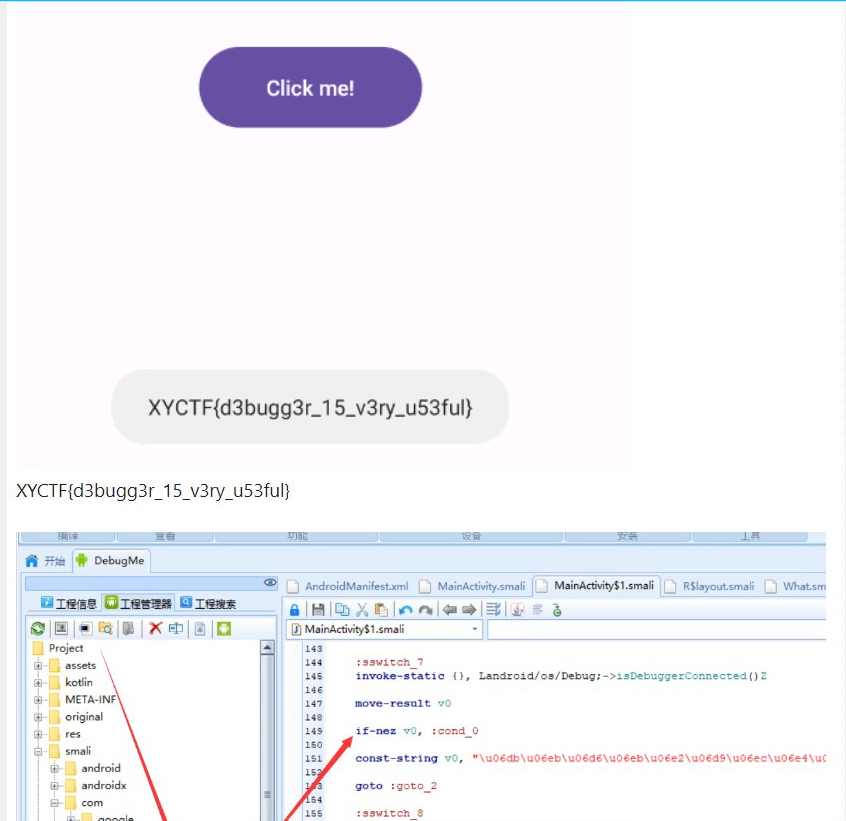 Click me!
XYCTF{d3bugg3r_15_v3ry_u53ful}
XYCTF{d3bugg3r_15_v3ry_u53ful}
编译 查看 功能 设备 安装 工具
开始 DebugMe
AndroidManifest.xml MainActivity.smali MainActivity$1.smali R$layout.smali What.sm
工程信息 工程管理器 工程搜索
MainActivity$1.smali
Project
assets
kotlin
META-INF
original
res
smali
android
androidx
com
google
143
144 :sswitch_7
145 invoke-static {}, Landroid/os/Debug;->isDebuggerConnected()Z
146
147 move-result v0
148
149 if-nez v0, :cond_0
150
151 const-string v0, "\u06db\u06eb\u06d6\u06eb\u06e2\u06d9\u06ec\u06e4\u0
152
153 goto :goto_2
154
155 :sswitch_8